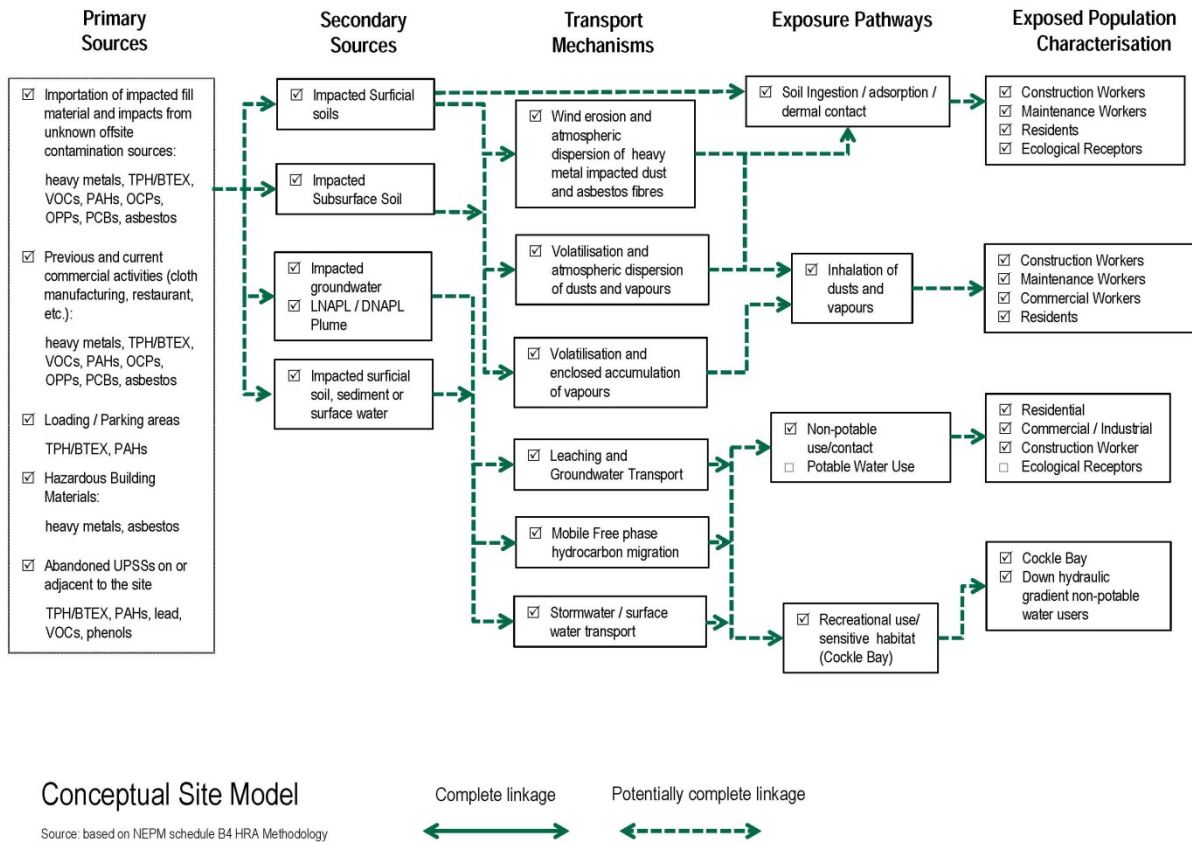 Primary
Sources
Secondary
Sources
Transport
Mechanisms
Exposure Pathways
Exposed Population
Characterisation
☑ Importation of impacted fill
material and impacts from
unknown offsite
contamination sources:
heavy metals, TPH/BTEX,
VOCs, PAHs, OCPs,
OPPs, PCBs, asbestos
☑ Previous and current
commercial activities (cloth
manufacturing, restaurant,
etc.):
heavy metals, TPH/BTEX,
VOCs, PAHs, OCPs,
OPPs, PCBs, asbestos
☑ Loading / Parking areas
TPH/BTEX, PAHs
☑ Hazardous Building
Materials:
heavy metals, asbestos
☑ Abandoned UPSSs on or
adjacent to the site
TPH/BTEX, PAHs, lead,
VOCs, phenols
☑ Impacted Surficial
soils
☑ Impacted
Subsurface Soil
☑ Impacted
groundwater
☑ LNAPL / DNAPL
Plume
☑ Impacted surficial
soil, sediment or
surface water
☑ Wind erosion and
atmospheric
dispersion of heavy
metal impacted dust
and asbestos fibres
☑ Volatilisation and
atmospheric dispersion
of dusts and vapours
☑ Volatilisation and
enclosed accumulation
of vapours
☑ Leaching and
Groundwater Transport
☑ Mobile Free phase
hydrocarbon migration
☑ Stormwater / surface
water transport
☑ Soil Ingestion / adsorption /
dermal contact
☑ Inhalation of
dusts and
vapours
☑ Non-potable
use/contact
□ Potable Water Use
☑ Recreational use/
sensitive habitat
(Cockle Bay)
☑ Construction Workers
☑ Maintenance Workers
☑ Residents
☑ Ecological Receptors
☑ Construction Workers
☑ Maintenance Workers
☑ Commercial Workers
☑ Residents
☑ Residential
☑ Commercial / Industrial
☑ Construction Worker
□ Ecological Receptors
☑ Cockle Bay
☑ Down hydraulic
gradient non-potable
water users
Conceptual Site Model
Source: based on NEPM schedule B4 HRA Methodology
Complete linkage
Potentially complete linkage